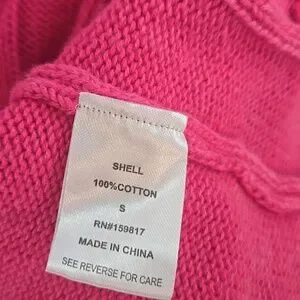 SHELL
100%COTTON
S
RN#159817
MADE IN CHINA
SEE REVERSE FOR CARE